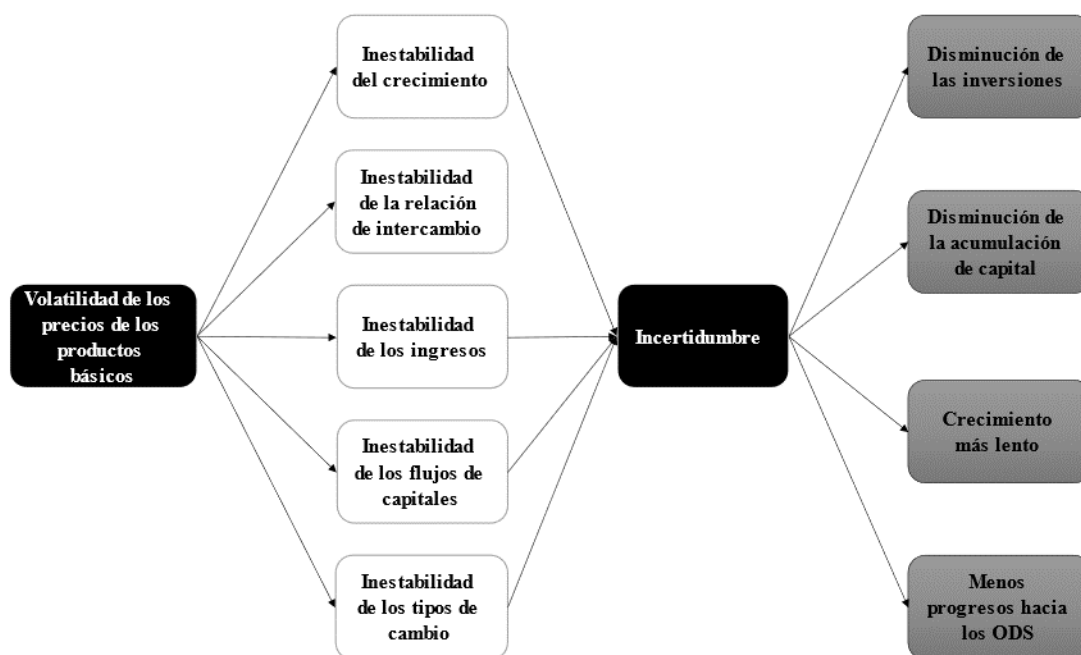 Inestabilidad
del crecimiento
Inestabilidad
de la relación
de intercambio
Volatilidad de los
precios de los
productos
básicos
Inestabilidad
de los ingresos
Inestabilidad
de los flujos de
capitales
Inestabilidad
de los tipos de
cambio
Incertidumbre
Disminución de
las inversiones
Disminución de
la acumulación
de capital
Crecimiento
más lento
Menos
progresos hacia
los ODS